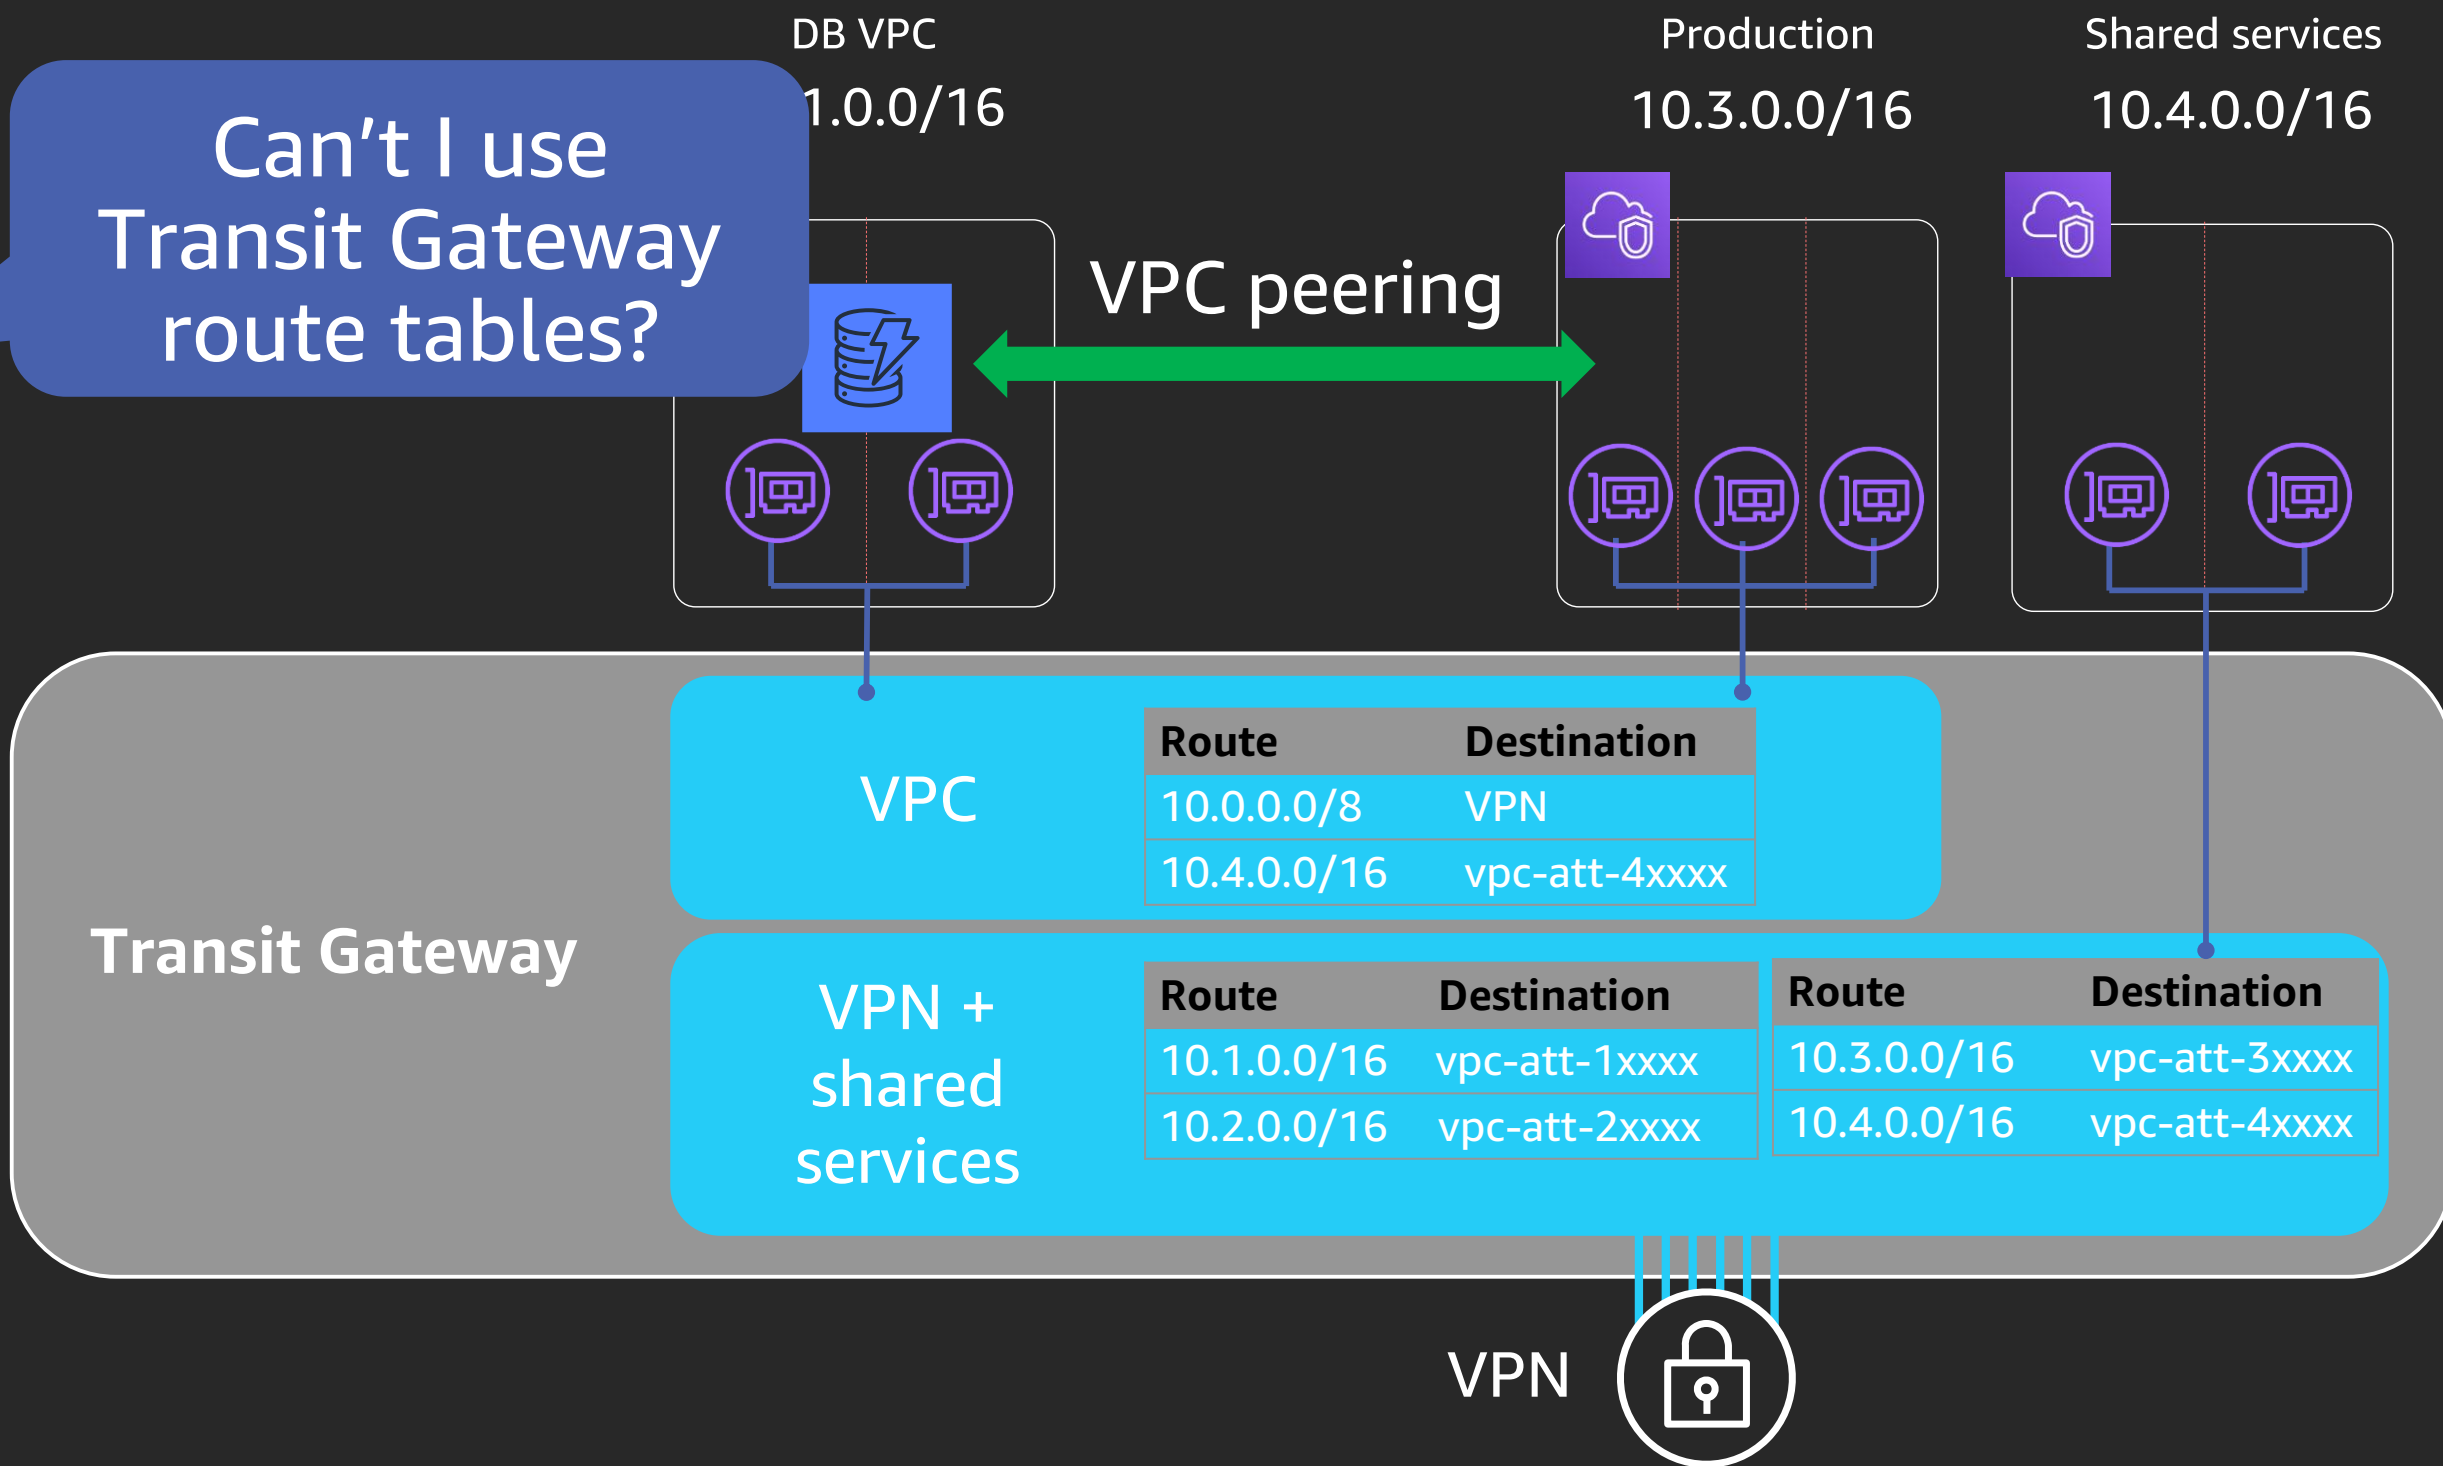 DB VPC
1.0.0/16
Production
10.3.0.0/16
Shared services
10.4.0.0/16
Can't I use
Transit Gateway
route tables?
VPC peering
Transit Gateway
VPC
Route Destination
10.0.0.0/8 VPN
10.4.0.0/16 vpc-att-4xxxx
VPN +
shared
services
Route Destination
10.1.0.0/16 vpc-att-1xxxx
10.2.0.0/16 vpc-att-2xxxx
Route Destination
10.3.0.0/16 vpc-att-3xxxx
10.4.0.0/16 vpc-att-4xxxx
VPN